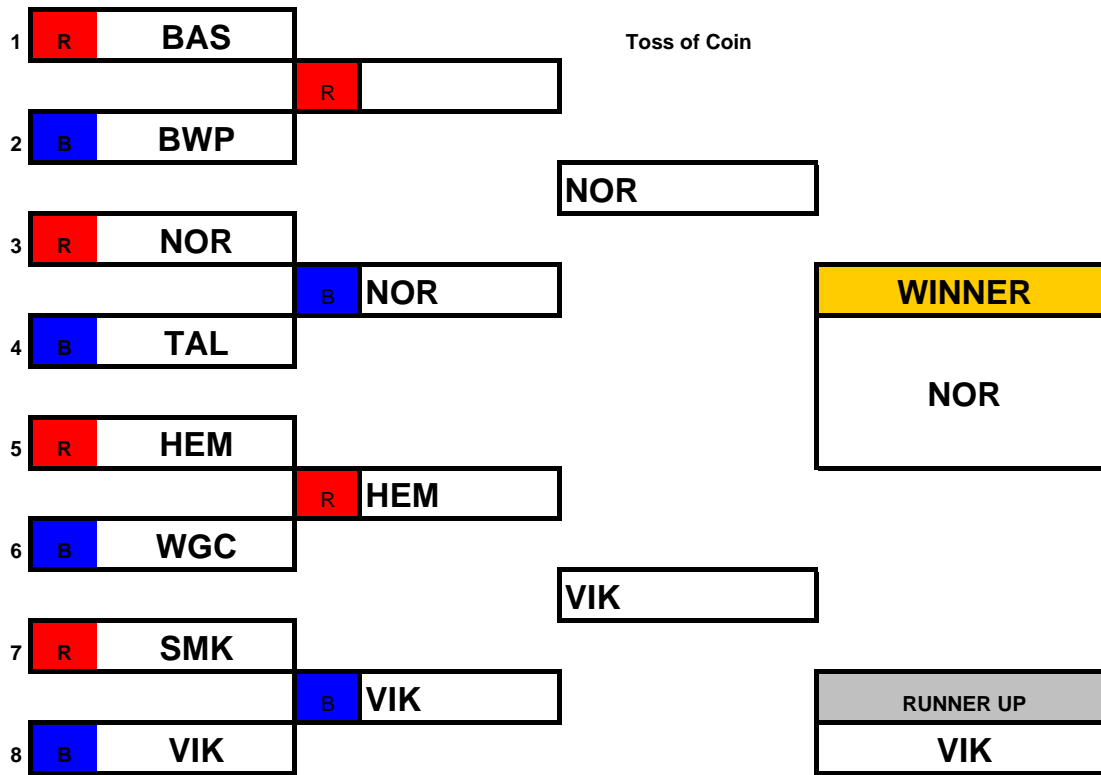 1 R BAS Toss of Coin
R
2 B BWP
NOR
3 R NOR
B NOR WINNER
4 B TAL
NOR
5 R HEM
R HEM
6 B WGC
VIK
7 R SMK
B VIK RUNNER UP
8 B VIK VIK